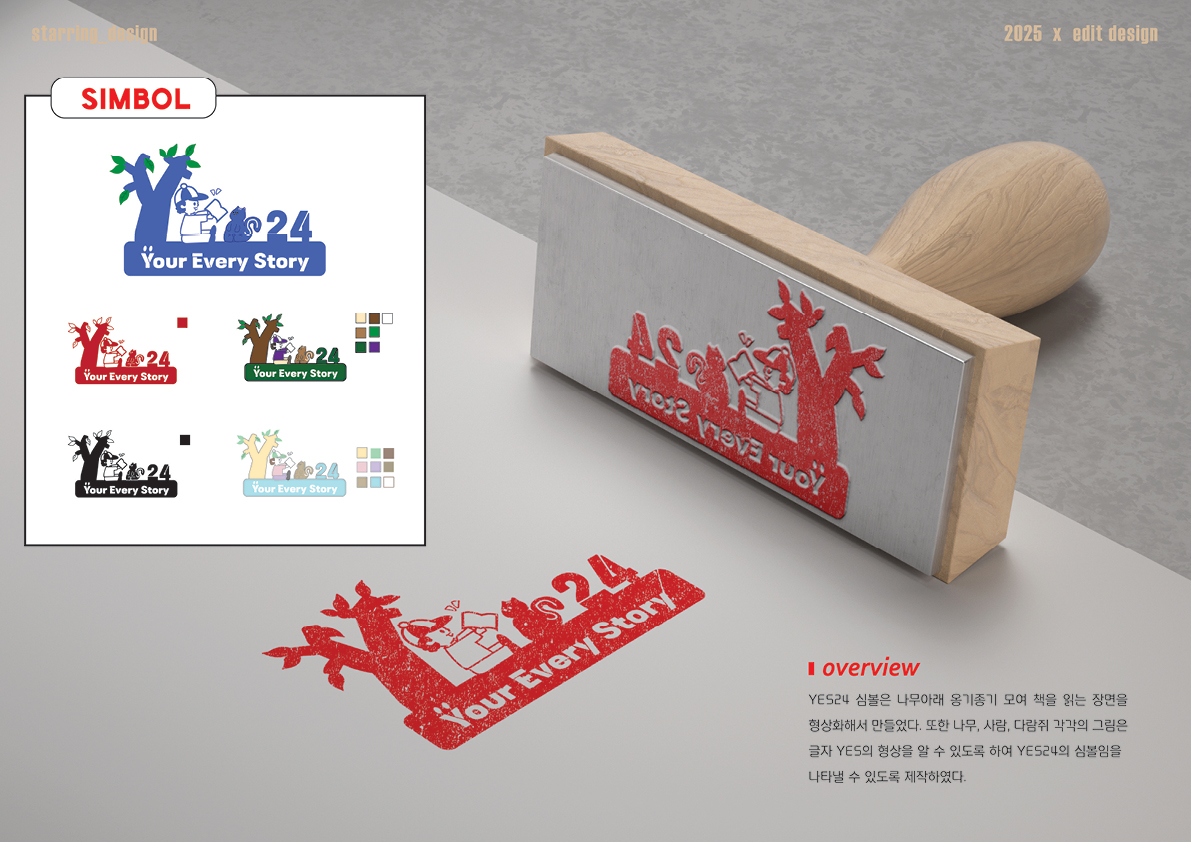 starring_design
2025 x edit design
SIMBOL
24
Your Every Story
24
Your Every Story
24
Your Every Story
24
Your Every Story
24
Your Every Story
24
Your Every Story
24
Your Every Story
overview
YES24 심볼은 나무아래 옹기종기 모여 책을 읽는 장면을
형상화해서 만들었다. 또한 나무, 사람, 다람쥐 각각의 그림은
글자 YES의 형상을 알 수 있도록 하여 YES24의 심볼임을
나타낼 수 있도록 제작하였다.